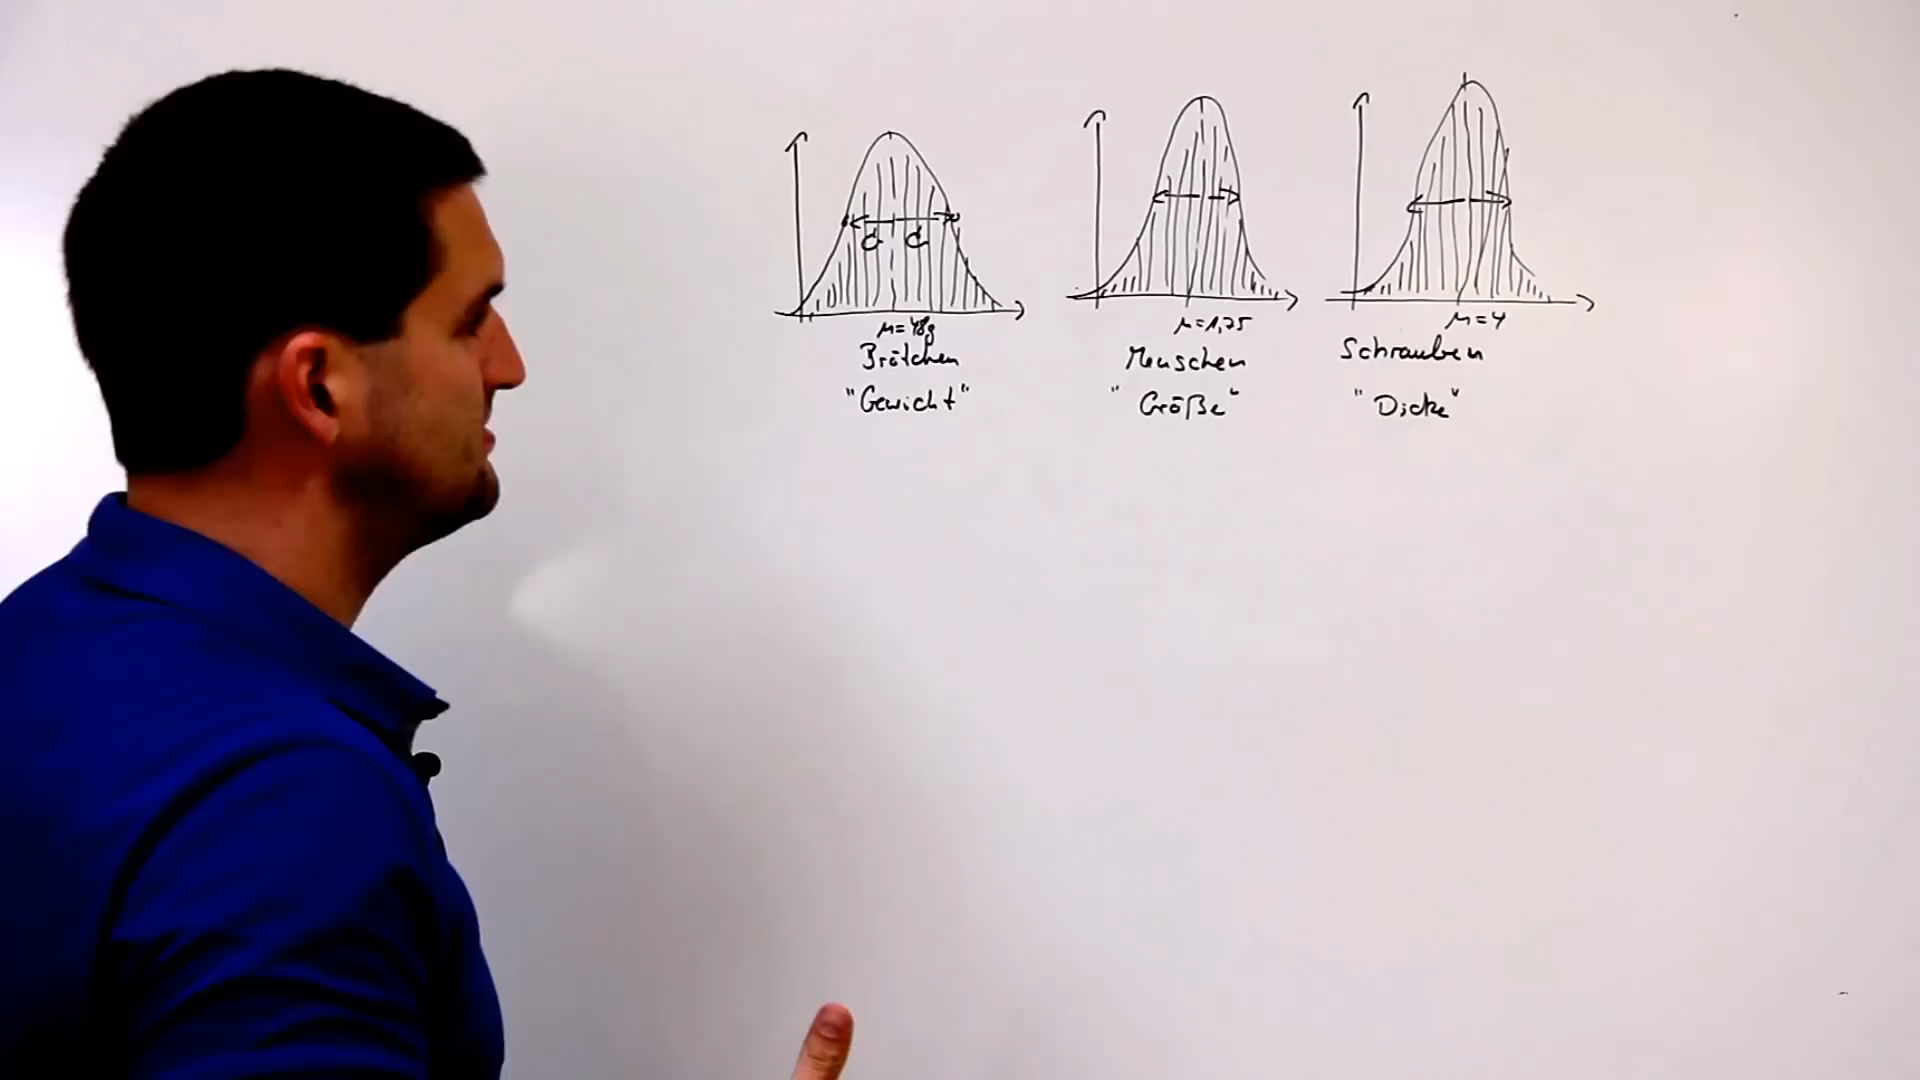 σ σ
μ=48g
Brötchen
"Gewicht"
μ=1,75
Menschen
"Größe"
μ=4
Schrauben
"Dicke"